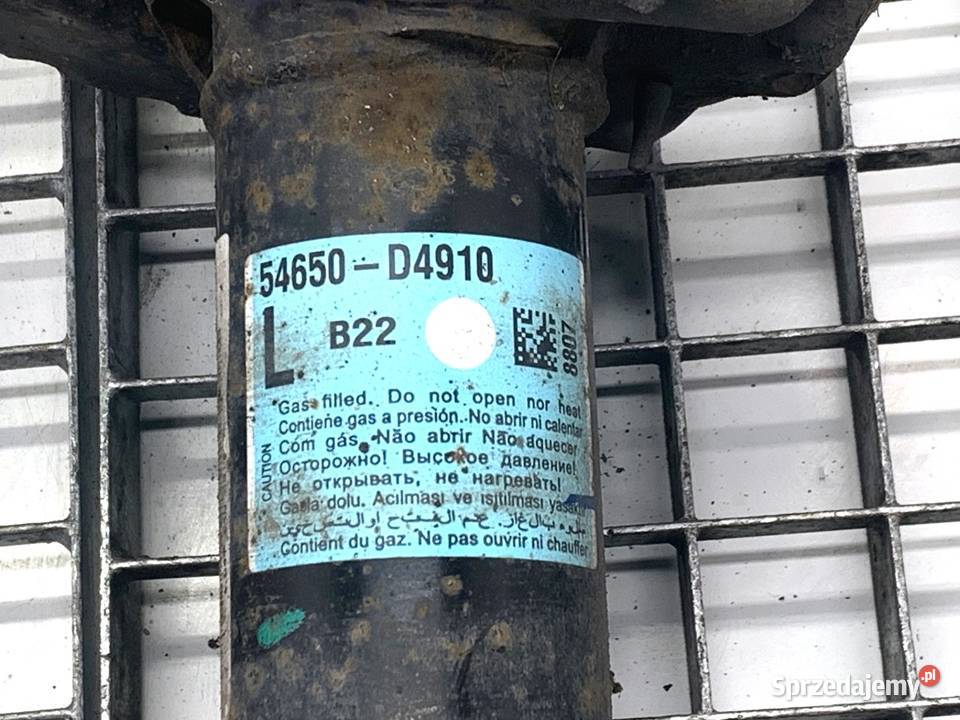 54650-D4910
L B22
8807
CAUTION
Gas filled. Do not open nor heat
Contiene gas a presión. No abrir ni calentar
Com gás. Não abrir Não aquecer
Осторожно! Высокое давление!
Не открывать, не нагревать!
Gazla dolu. Acılması ve ısıtılması yasaktır
Contient du gaz. Ne pas ouvrir ni chauffer
Sprzedajemy.pl